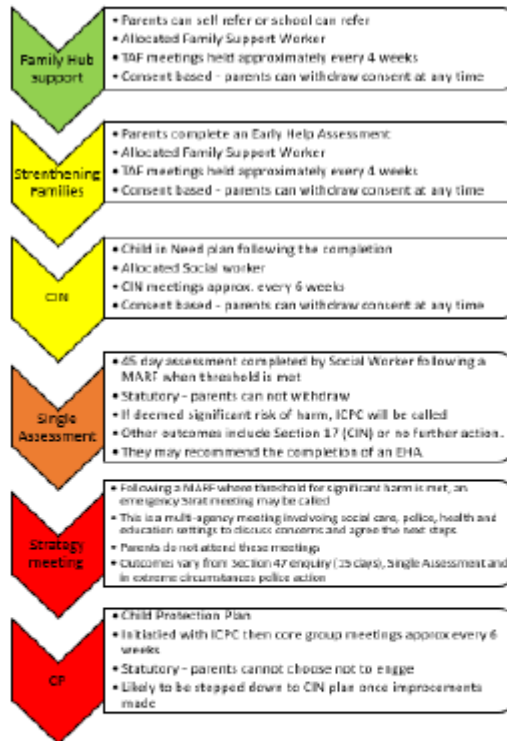 Family Hub
support
• Parents can self refer or school can refer
• Allocated Family Support Worker
• TAF meetings held approximately every 4 weeks
• Consent based - parents can withdraw consent at any time
Strenthening
Families
• Parents complete an Early Help Assessment
• Allocated Family Support Worker
• TAF meetings held approximately every 4 weeks
• Consent based - parents can withdraw consent at any time
CIN
• Child in Need plan following the completion
• Allocated Social worker
• CIN meetings approx. every 6 weeks
• Consent based - parents can withdraw consent at any time
Single
Assessment
• 45 day assessment completed by Social Worker following a
MARF when threshold is met
• Statutory - parents can not withdraw
• If deemed significant risk of harm, ICPC will be called
• Other outcomes include Section 17 (CIN) or no further action.
• They may recommend the completion of an EHA
Strategy
meeting
• Following a MARF where threshold for significant harm is met, an
emergency Strat meeting may be called
• This is a multi-agency meeting involving social care, police, health and
education settings to discuss concerns and agree the next steps
• Parents do not attend these meetings
• Outcomes vary from Section 47 enquiry (15 days), Single Assessment and
in extreme circumstances police action
CP
• Child Protection Plan
• Initiatied with ICPC then core group meetings approx every 6
weeks
• Statutory - parents cannot choose not to engge
• Likely to be stepped down to CIN plan once improvements
made